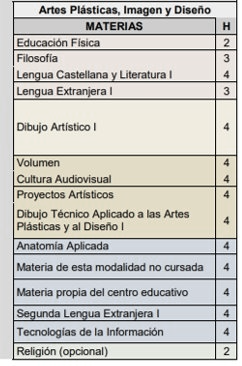 Artes Plásticas, Imagen y Diseño
MATERIAS H
Educación Física 2
Filosofía 3
Lengua Castellana y Literatura I 4
Lengua Extranjera I 3
Dibujo Artístico I 4
Volumen 4
Cultura Audiovisual 4
Proyectos Artísticos 4
Dibujo Técnico Aplicado a las Artes
Plásticas y al Diseño I 4
Anatomía Aplicada 4
Materia de esta modalidad no cursada 4
Materia propia del centro educativo 4
Segunda Lengua Extranjera I 4
Tecnologías de la Información 4
Religión (opcional) 2